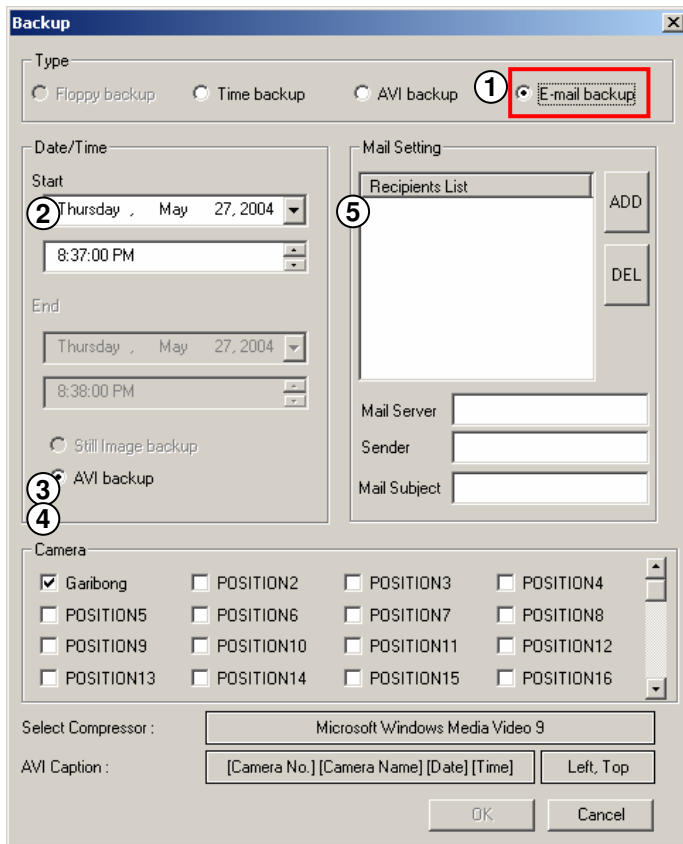 Backup
Type
Floppy backup
Time backup
AVI backup
1
E-mail backup
Date/Time
Start
2
Thursday , May 27, 2004
8:37:00 PM
End
Thursday , May 27, 2004
8:38:00 PM
Still Image backup
3
AVI backup
4
Mail Setting
5
Recipients List
ADD
DEL
Mail Server
Sender
Mail Subject
Camera
Garibong POSITION2 POSITION3 POSITION4
POSITION5 POSITION6 POSITION7 POSITION8
POSITION9 POSITION10 POSITION11 POSITION12
POSITION13 POSITION14 POSITION15 POSITION16
Select Compressor : Microsoft Windows Media Video 9
AVI Caption : [Camera No.] [Camera Name] [Date] [Time] Left, Top
OK Cancel